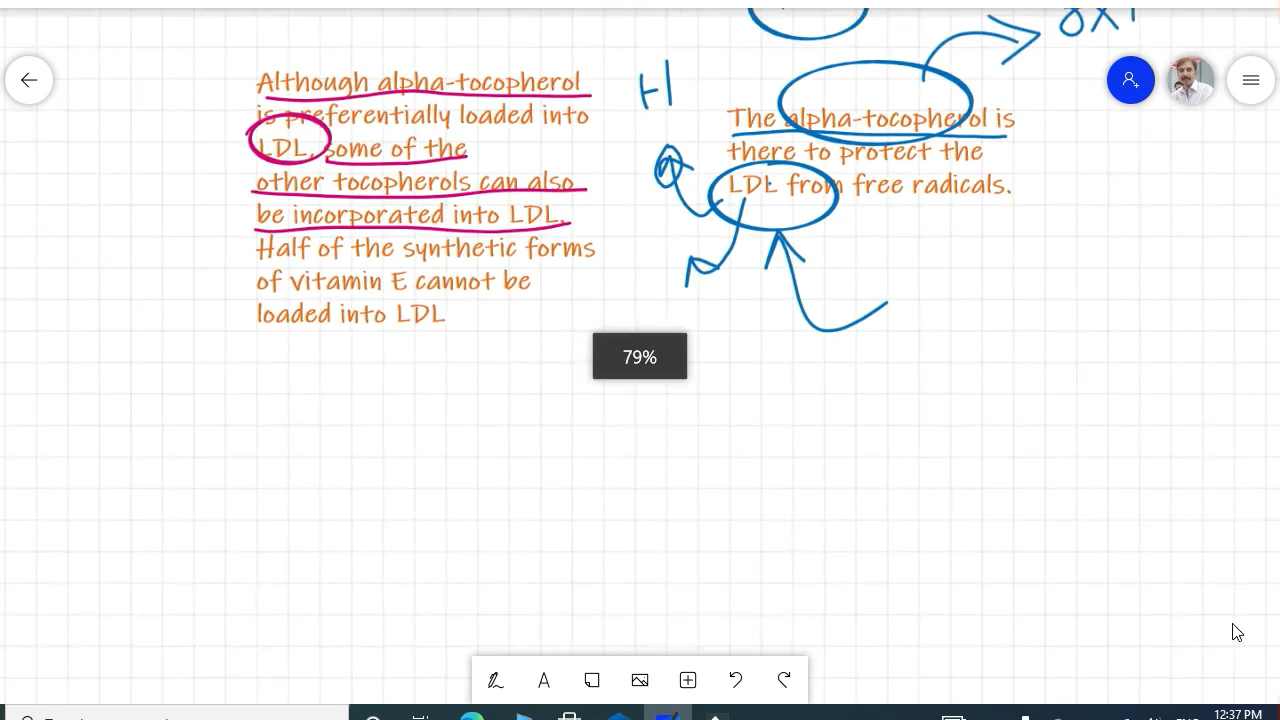 Although alpha-tocopherol
is preferentially loaded into
LDL, some of the
other tocopherols can also
be incorporated into LDL.
Half of the synthetic forms
of vitamin E cannot be
loaded into LDL
H
The alpha-tocopherol is
there to protect the
LDL from free radicals.
79%
12:37 PM